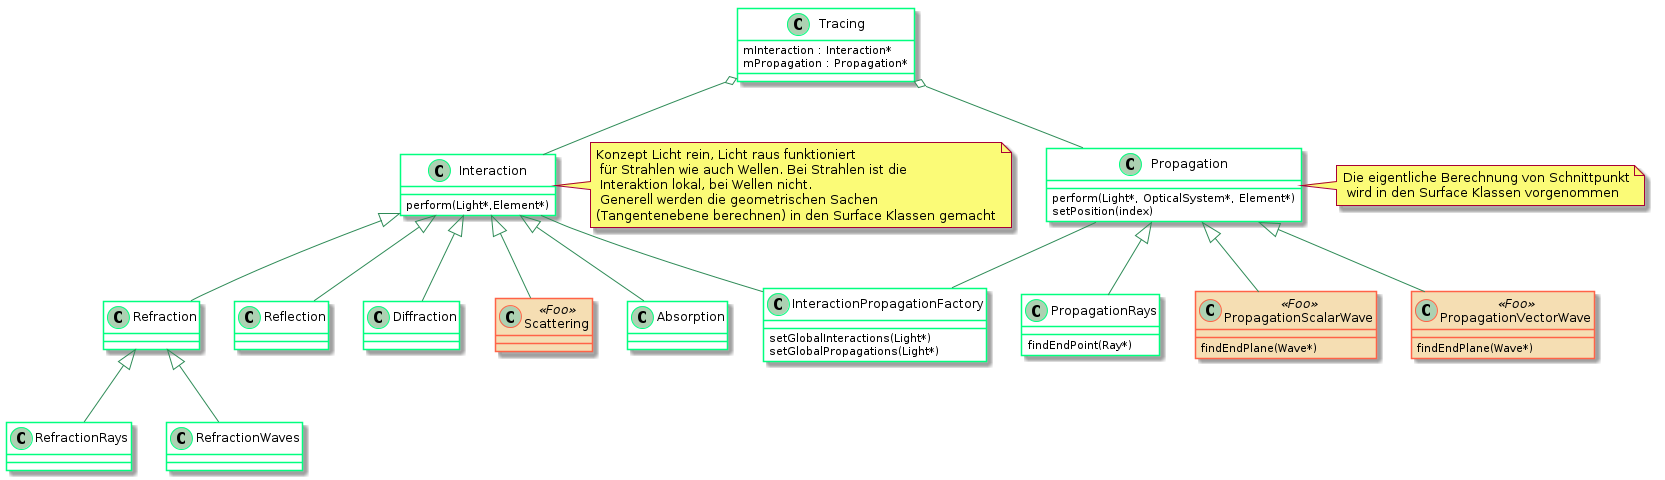 C Tracing
mInteraction : Interaction*
mPropagation : Propagation*
C Interaction
perform(Light*,Element*)
Konzept Licht rein, Licht raus funktioniert
für Strahlen wie auch Wellen. Bei Strahlen ist die
Interaktion lokal, bei Wellen nicht.
Generell werden die geometrischen Sachen
(Tangentenebene berechnen) in den Surface Klassen gemacht
C Propagation
perform(Light*, OpticalSystem*, Element*)
setPosition(index)
Die eigentliche Berechnung von Schnittpunkt
wird in den Surface Klassen vorgenommen
C Refraction
C Reflection
C Diffraction
«Foo»
C Scattering
C Absorption
C InteractionPropagationFactory
setGlobalInteractions(Light*)
setGlobalPropagations(Light*)
C PropagationRays
findEndPoint(Ray*)
«Foo»
C PropagationScalarWave
findEndPlane(Wave*)
«Foo»
C PropagationVectorWave
findEndPlane(Wave*)
C RefractionRays
C RefractionWaves